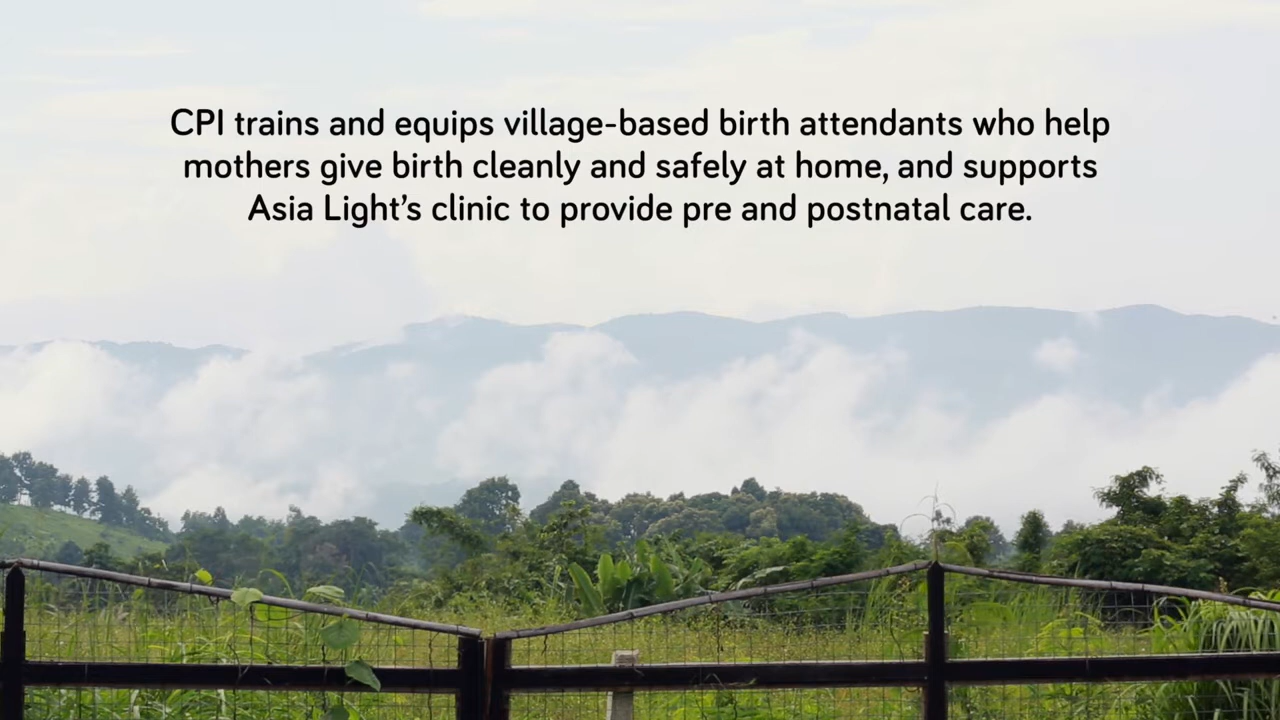 CPI trains and equips village-based birth attendants who help
mothers give birth cleanly and safely at home, and supports
Asia Light’s clinic to provide pre and postnatal care.